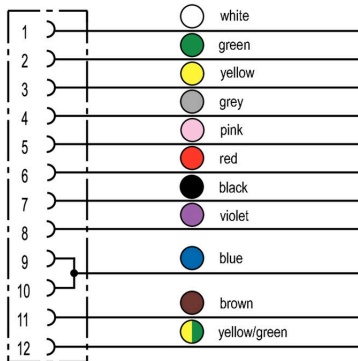 white
1
green
2
yellow
3
grey
4
pink
5
red
6
black
7
violet
8
9
blue
10
brown
11
yellow/green
12